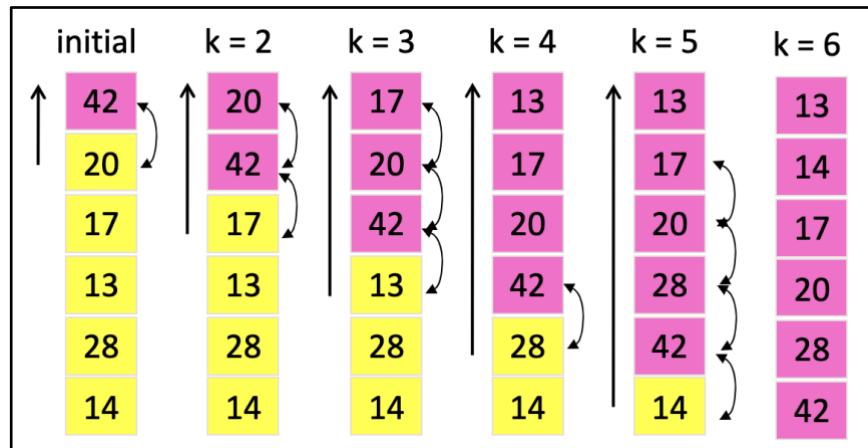 initial k = 2 k = 3 k = 4 k = 5 k = 6
42 20 17 13 13 13
20 42 20 17 17 14
17 17 42 20 20 17
13 13 13 42 28 20
28 28 28 28 42 28
14 14 14 14 14 42